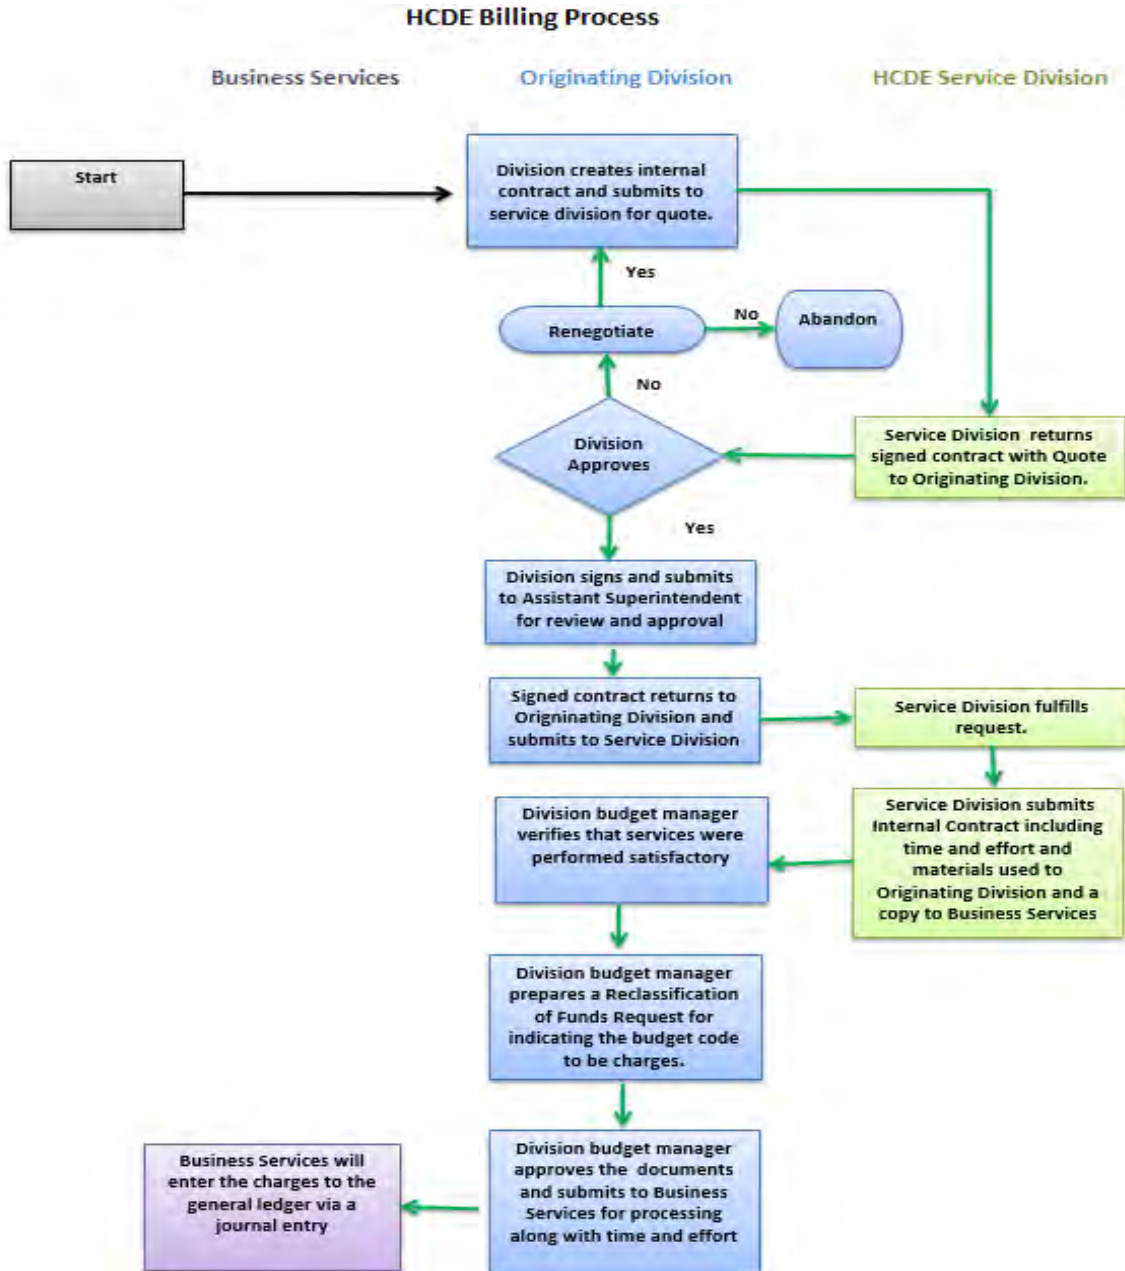 HCDE Billing Process
Business Services
Originating Division
HCDE Service Division
Start
Division creates internal
contract and submits to
service division for quote.
Yes
Renegotiate
No
Abandon
No
Division
Approves
Service Division returns
signed contract with Quote
to Originating Division.
Yes
Division signs and submits
to Assistant Superintendent
for review and approval
Signed contract returns to
Origninating Division and
submits to Service Division
Service Division fulfills
request.
Service Division submits
Internal Contract including
time and effort and
materials used to
Originating Division and a
copy to Business Services
Division budget manager
verifies that services were
performed satisfactory
Division budget manager
prepares a Reclassification
of Funds Request for
indicating the budget code
to be charges.
Division budget manager
approves the documents
and submits to Business
Services for processing
along with time and effort
Business Services will
enter the charges to the
general ledger via a
journal entry